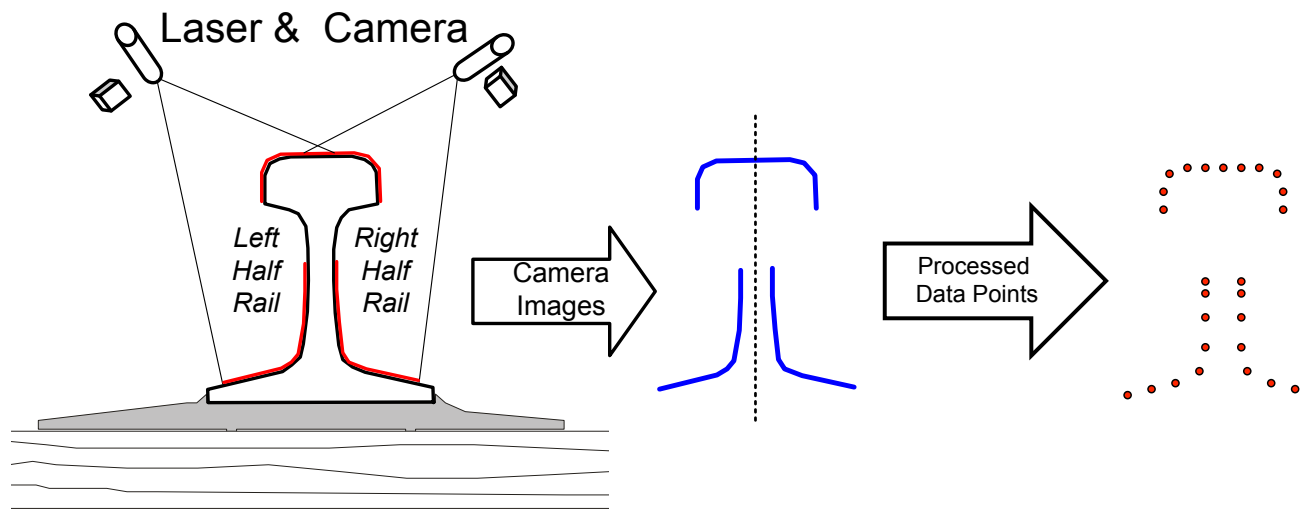 Laser & Camera
Left
Half
Rail
Right
Half
Rail
Camera
Images
Processed
Data Points